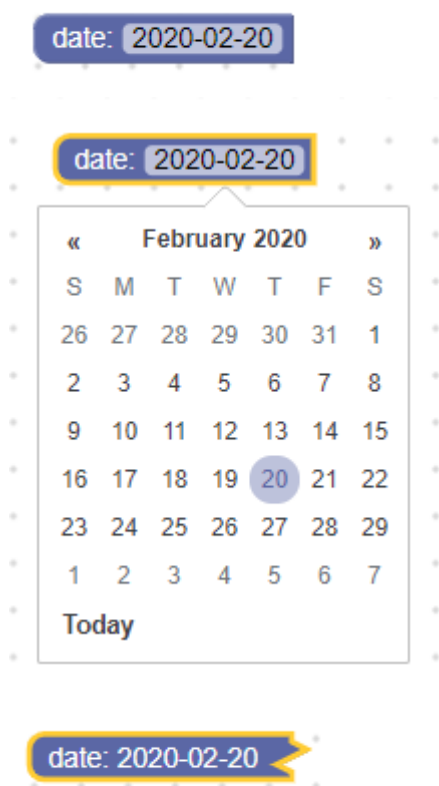 date: 2020-02-20
date: 2020-02-20
« February 2020 »
S M T W T F S
26 27 28 29 30 31 1
2 3 4 5 6 7 8
9 10 11 12 13 14 15
16 17 18 19 20 21 22
23 24 25 26 27 28 29
1 2 3 4 5 6 7
Today
date: 2020-02-20